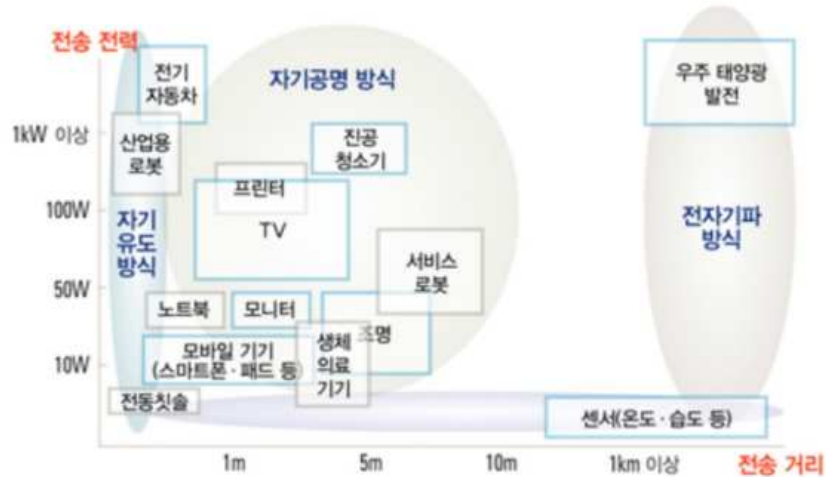 전송 전력
전기
자동차
자기공명 방식
우주 태양광
발전
1kW 이상
산업용
로봇
진공
청소기
프린터
100W
TV
자기
유도
방식
전자기파
방식
서비스
로봇
50W
노트북
모니터
조명
생체
의료
기기
모바일 기기
(스마트폰·패드 등)
10W
전동칫솔
센서(온도·습도 등)
1m
5m
10m
1km 이상
전송 거리